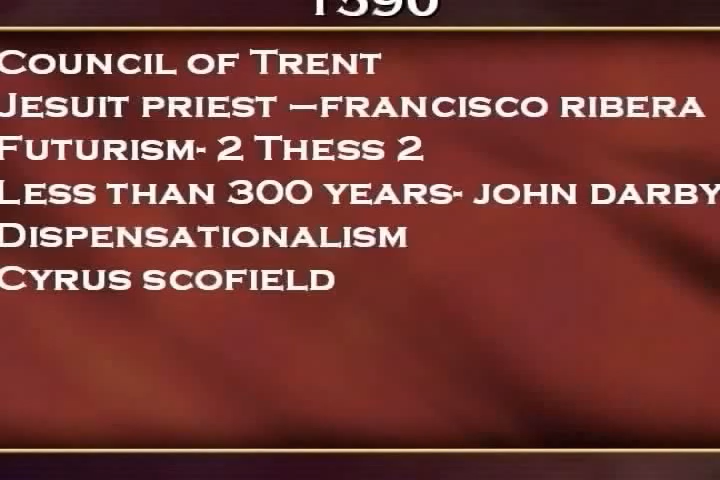 1590
Council of Trent
Jesuit priest –francisco ribera
Futurism- 2 Thess 2
Less than 300 years- john darby
Dispensationalism
Cyrus scofield